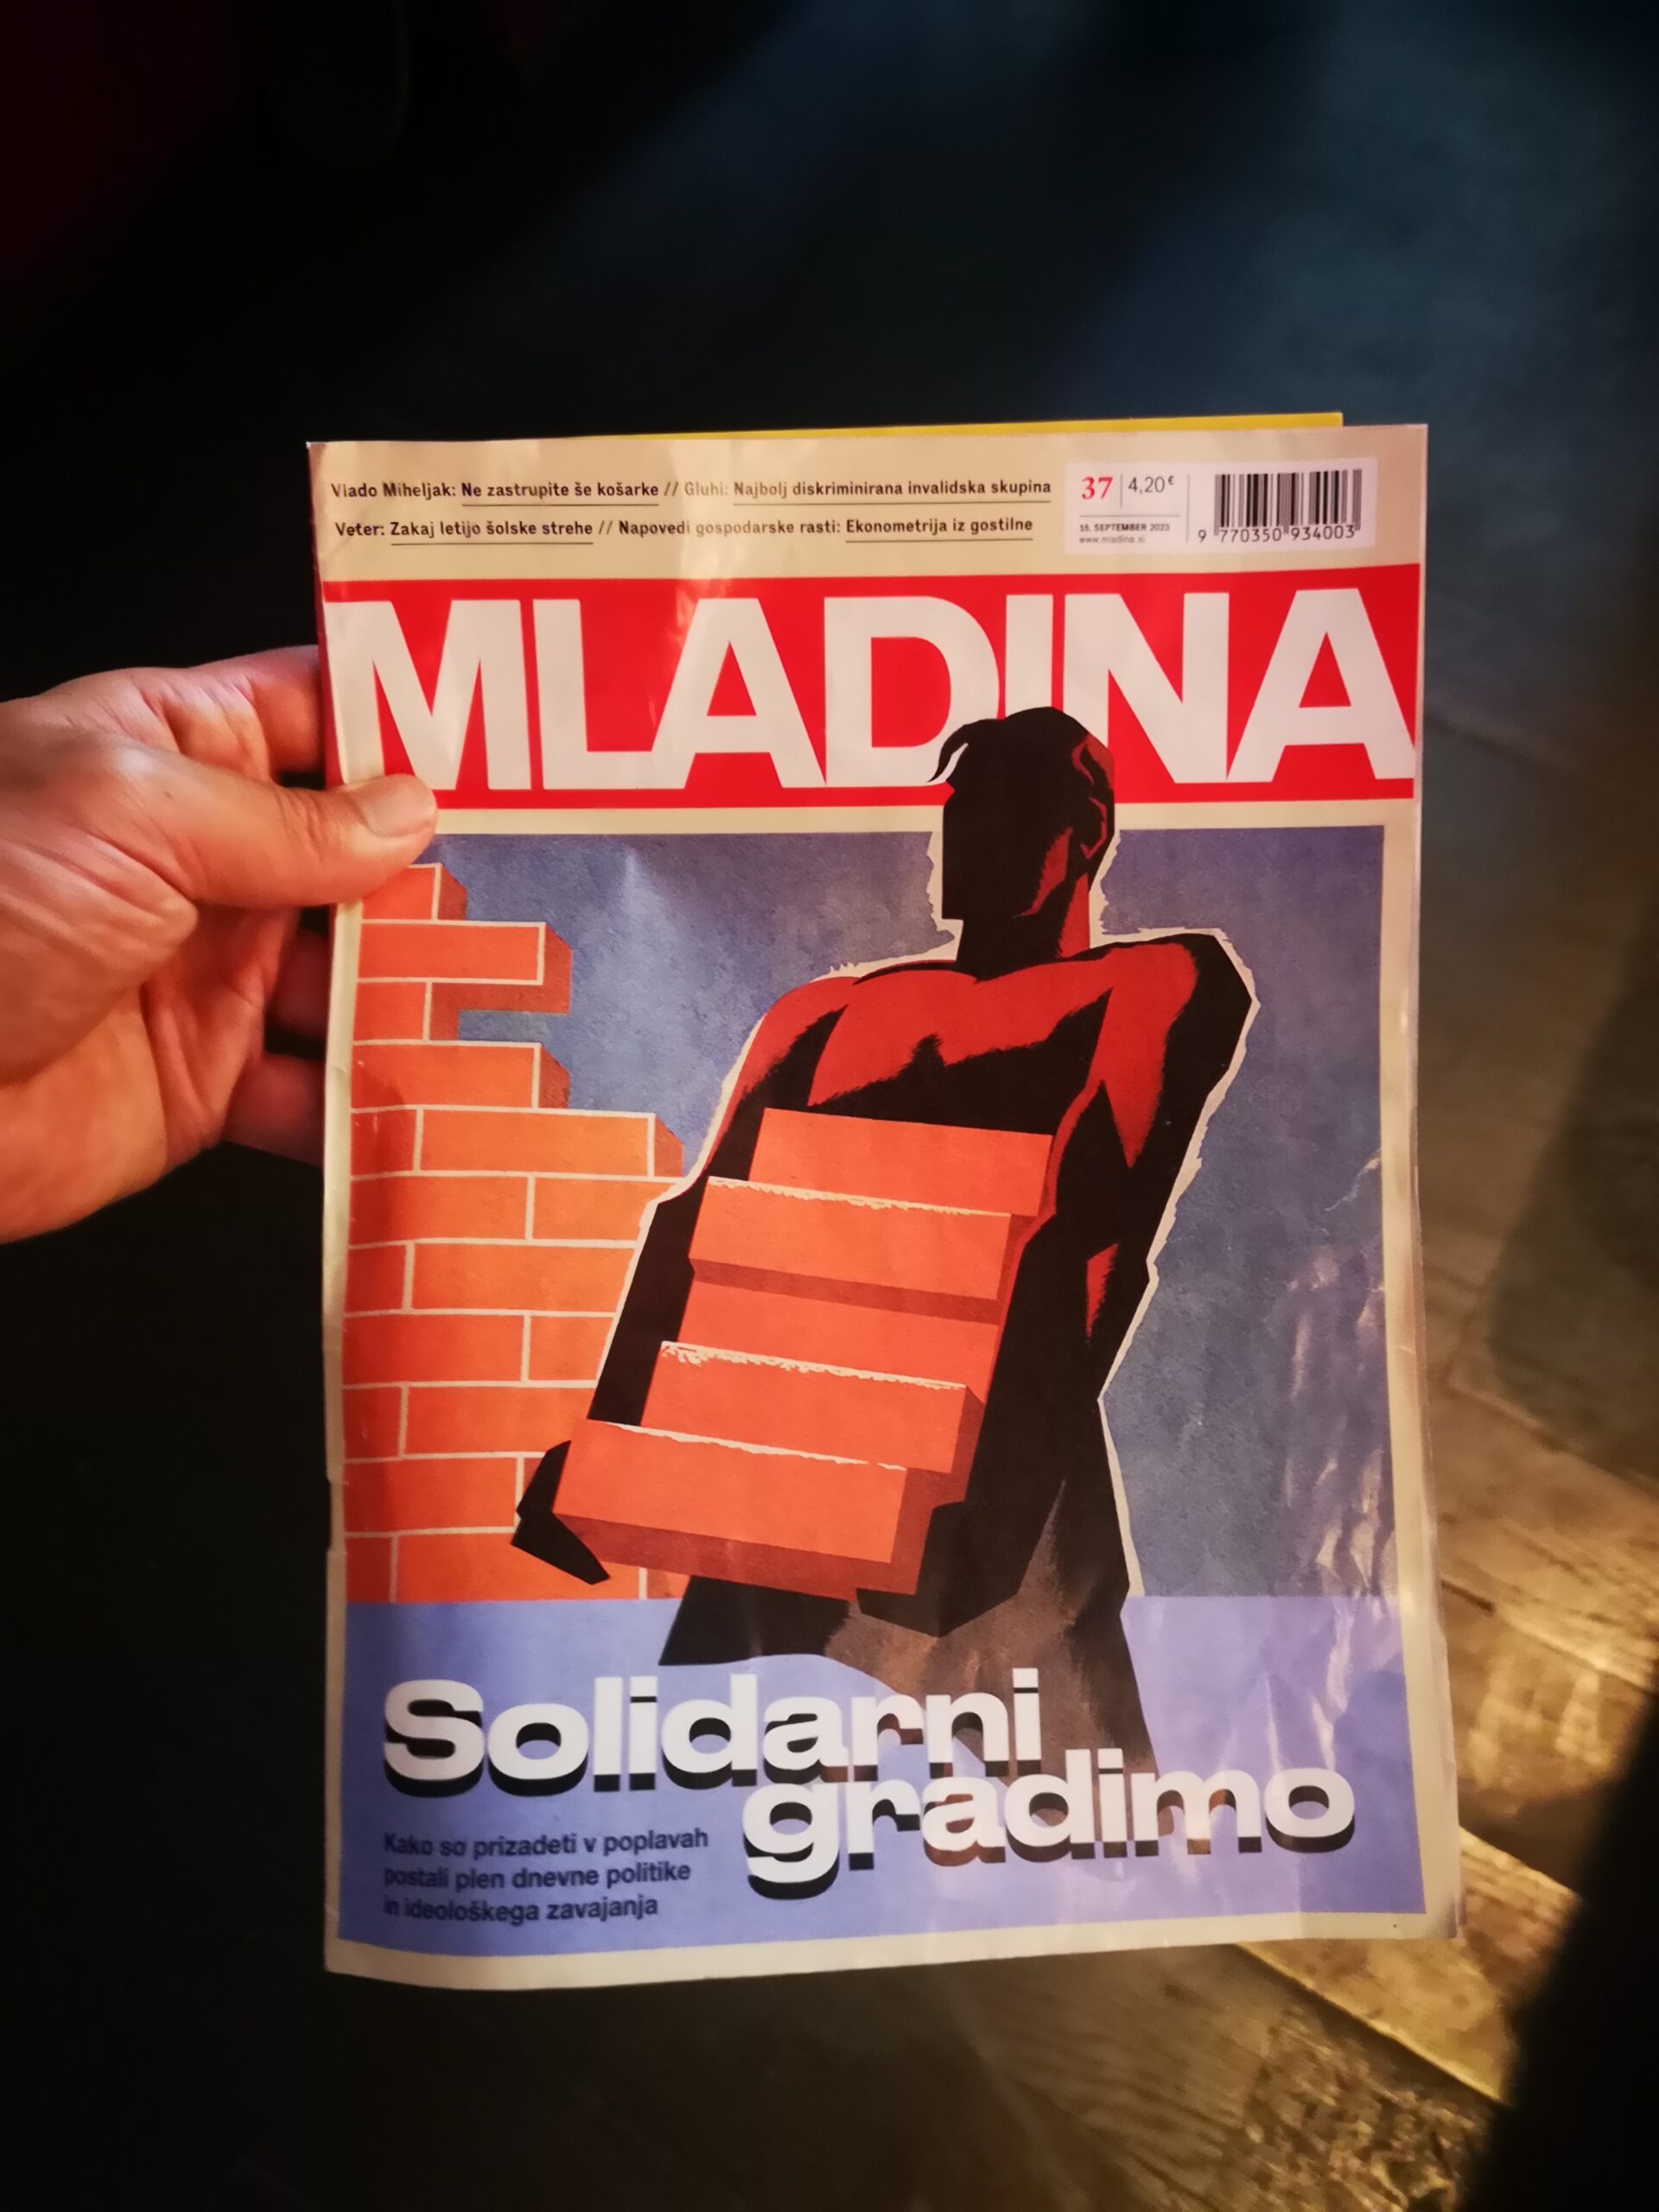 Vlado Miheljak: Ne zastrupite še košarke // Gluhi: Najbolj diskriminirana invalidska skupina
Veter: Zakaj letijo šolske strehe // Napovedi gospodarske rasti: Ekonometrija iz gostilne
37 4,20€
15. SEPTEMBER 2023
www.mladina.si
9 770350 934003
MLADINA
Solidarni
gradimo
Kako so prizadeti v poplavah
postali plen dnevne politike
in ideološkega zavajanja